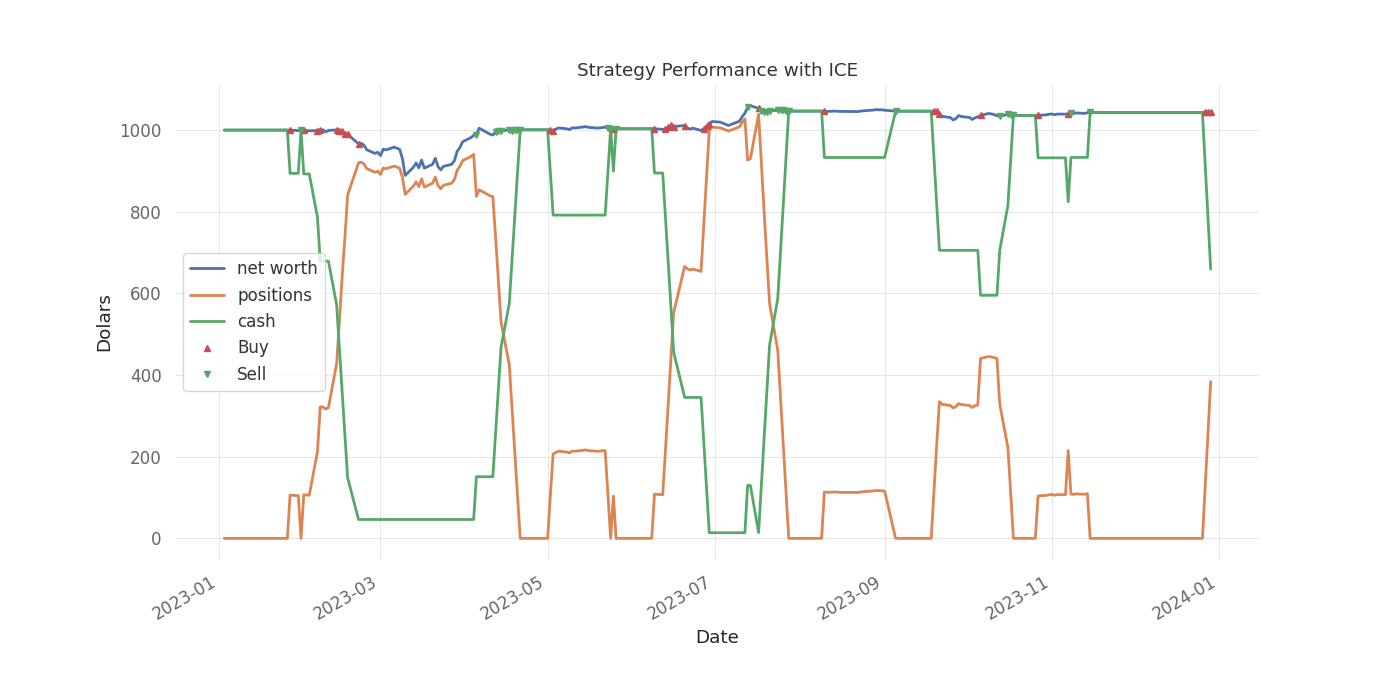 Strategy Performance with ICE
1000
800
600
400
200
0
Dolars
net worth
positions
cash
Buy
Sell
2023-01
2023-03
2023-05
2023-07
2023-09
2023-11
2024-01
Date